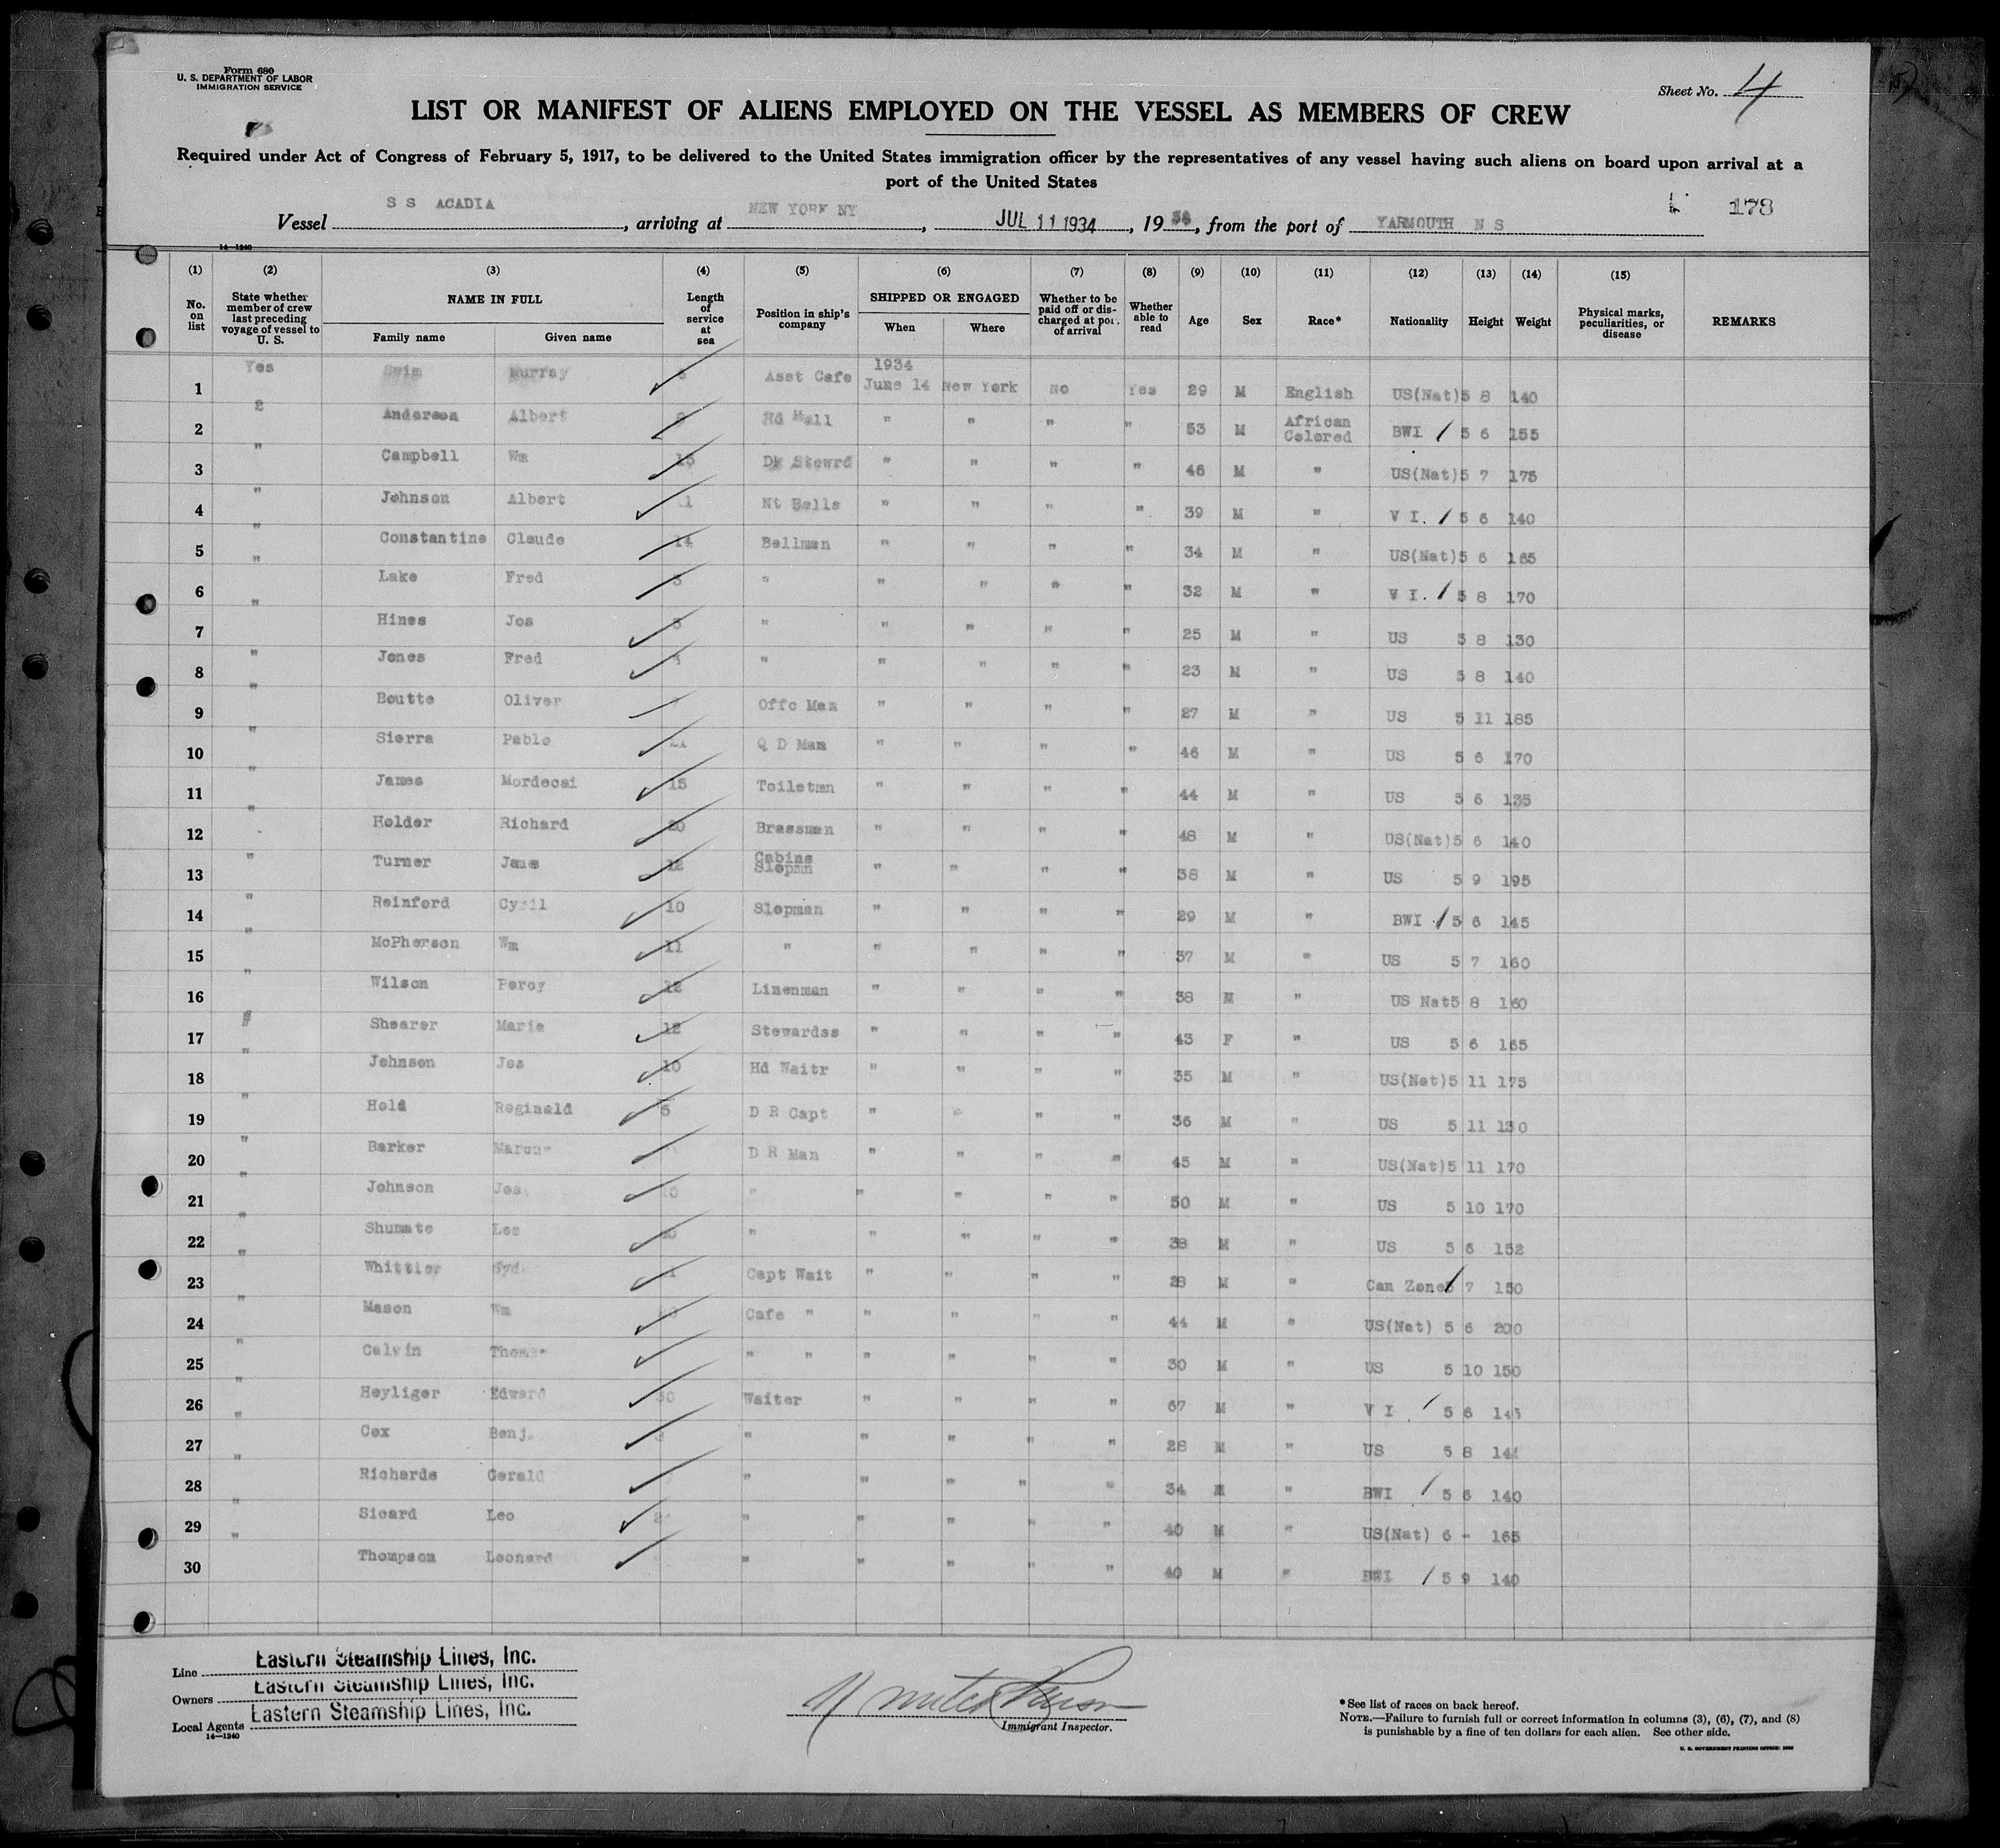 Form 680
U. S. DEPARTMENT OF LABOR
IMMIGRATION SERVICE
Sheet No. 4
LIST OR MANIFEST OF ALIENS EMPLOYED ON THE VESSEL AS MEMBERS OF CREW
Required under Act of Congress of February 5, 1917, to be delivered to the United States immigration officer by the representatives of any vessel having such aliens on board upon arrival at a
port of the United States
178
Vessel S S ACADIA, arriving at NEW YORK NY, JUL 11 1934, 1934, from the port of YARMOUTH N S
14-1240
(1) (2) (3) (4) (5) (6) (7) (8) (9) (10) (11) (12) (13) (14) (15)
No. on list State whether member of crew last preceding voyage of vessel to U. S. NAME IN FULL Family name Given name Length of service at sea Position in ship's company SHIPPED OR ENGAGED When Where Whether to be paid off or discharged at port of arrival Whether able to read Age Sex Race* Nationality Height Weight Physical marks, peculiarities, or disease REMARKS
1934
1 Yes Swim Murray Asst Cafe June 14 New York No Yes 29 M English US(Nat) 5 8 140
2 2 Anderson Albert Hd Hall " " " " 53 M African Colored BWI / 5 6 155
3 " Campbell Wm 15 Dk Stewrd " " " " 46 M " US(Nat) 5 7 175
4 " Johnson Albert Nt Bells " " " " 39 M " V I. / 5 6 140
5 " Constantine Claude 14 Bellman " " " " 34 M " US(Nat) 5 6 165
6 " Lake Fred " " " " " 32 M " V I. / 5 8 170
7 " Hines Jos " " " " " 25 M " US 5 8 130
8 " Jones Fred " " " " " 23 M " US 5 8 140
9 " Boutte Oliver Offc Man " " " " 27 M " US 5 11 185
10 " Sierra Pablo Q D Man " " " " 46 M " US 5 6 170
11 " James Mordecai 15 Toiletmn " " " " 44 M " US 5 6 135
12 " Holder Richard 20 Brassman " " " " 48 M " US(Nat) 5 6 140
13 " Turner Jams 12 Cabins Slopmn " " " " 38 M " US 5 9 195
14 " Reinford Cyril 10 Slopman " " " " 29 M " BWI / 5 6 145
15 " McPherson Wm 11 " " " " " 37 M " US 5 7 160
16 " Wilson Percy 12 Linenman " " " " 38 M " US Nat 5 8 160
17 " Shearer Marie 12 Stewardss " " " " 43 F " US 5 6 165
18 " Johnson Jos 10 Hd Waitr " " " " 35 M " US(Nat) 5 11 175
19 " Hold Reginald 5 D R Capt " " " " 36 M " US 5 11 130
20 " Barker Marcus D R Man " " " " 45 M " US(Nat) 5 11 170
21 " Johnson Jos. " " " " " 50 M " US 5 10 170
22 " Shumate Les " " " " " 38 M " US 5 6 152
23 " Whittier Syd Capt Wait " " " " 28 M " Can Zone / 7 150
24 " Mason Wm Cafe " " " " " 44 M " US(Nat) 5 6 200
25 " Calvin Thomas " " " " " " 30 M " US 5 10 150
26 " Heyliger Edward Waiter " " " " 67 M " V I / 5 6 145
27 " Cox Benj. " " " " " 28 M " US 5 8
28 " Richards Gerald " " " " " 34 M " BWI / 5 6 140
29 " Sicard Leo " " " " " 40 M " US(Nat) 6 - 165
30 " Thompson Leonard " " " " " 40 M " BWI / 5 9 140
Line Eastern Steamship Lines, Inc.
Owners Eastern Steamship Lines, Inc.
Local Agents Eastern Steamship Lines, Inc.
14—1240
Immigrant Inspector.
*See list of races on back hereof.
NOTE.—Failure to furnish full or correct information in columns (3), (6), (7), and (8)
is punishable by a fine of ten dollars for each alien. See other side.